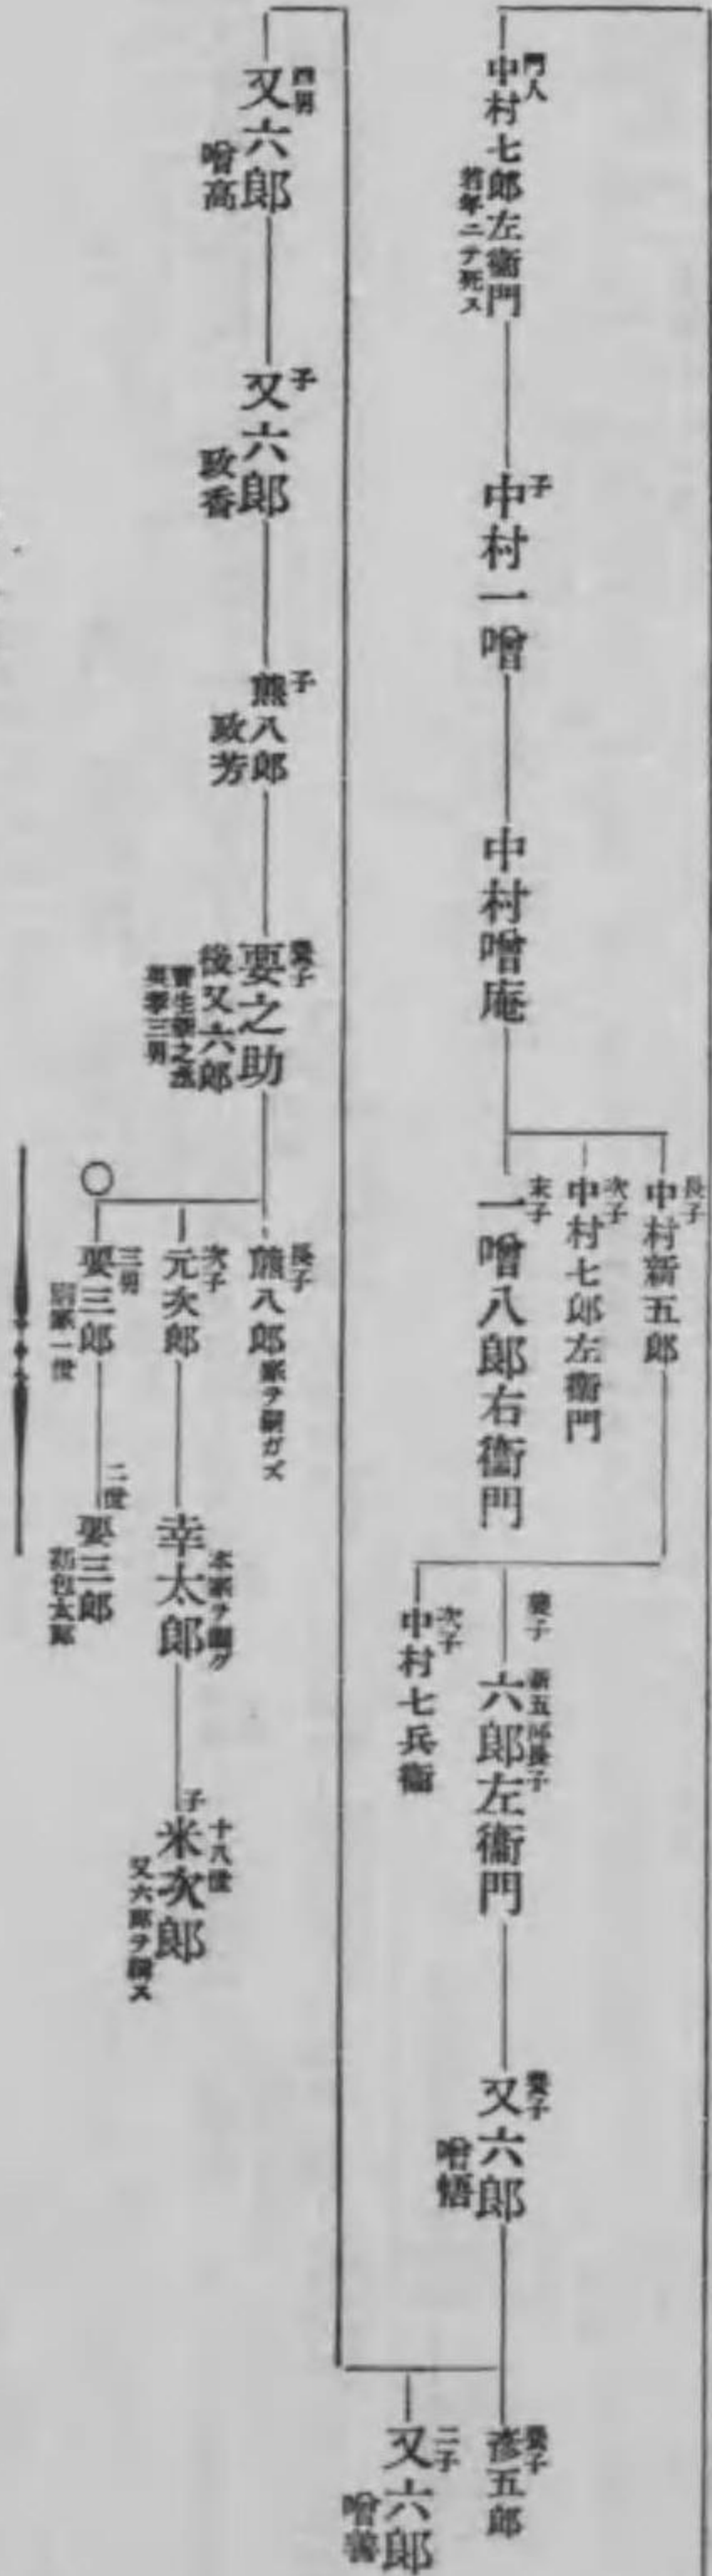 門人
中村七郎左衞門
若年ニテ死ス
子
中村一噌
中村噌庵
長子
中村新五郎
次子
中村七郎左衞門
末子
一噌八郎右衞門
養子 新五郎長子
六郎左衞門
次子
中村七兵衞
養子
又六郎
噌悟
養子
彥五郎
二子
又六郎
噌善
四男
又六郎
噌高
子
又六郎
政香
子
熊八郎
政芳
養子
要之助
後又六郎
長子
熊八郎
家ヲ嗣ガズ
次子
元次郎
本家ヲ嗣グ
幸太郎
十八世
子
米次郎
又六郎ヲ襲ス
○
三男
要三郎
別家一世
二世
要三郎